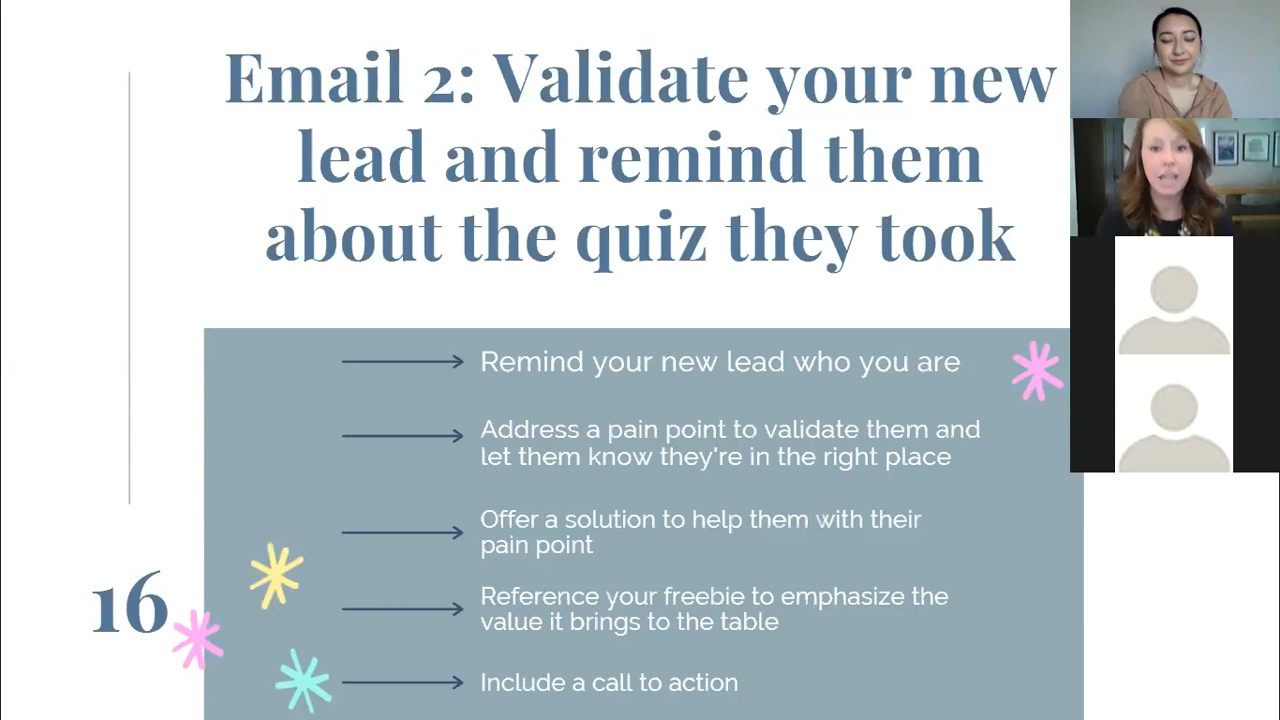 Email 2: Validate your new
lead and remind them
about the quiz they took
Remind your new lead who you are
Address a pain point to validate them and
let them know they're in the right place
Offer a solution to help them with their
pain point
Reference your freebie to emphasize the
value it brings to the table
Include a call to action
16